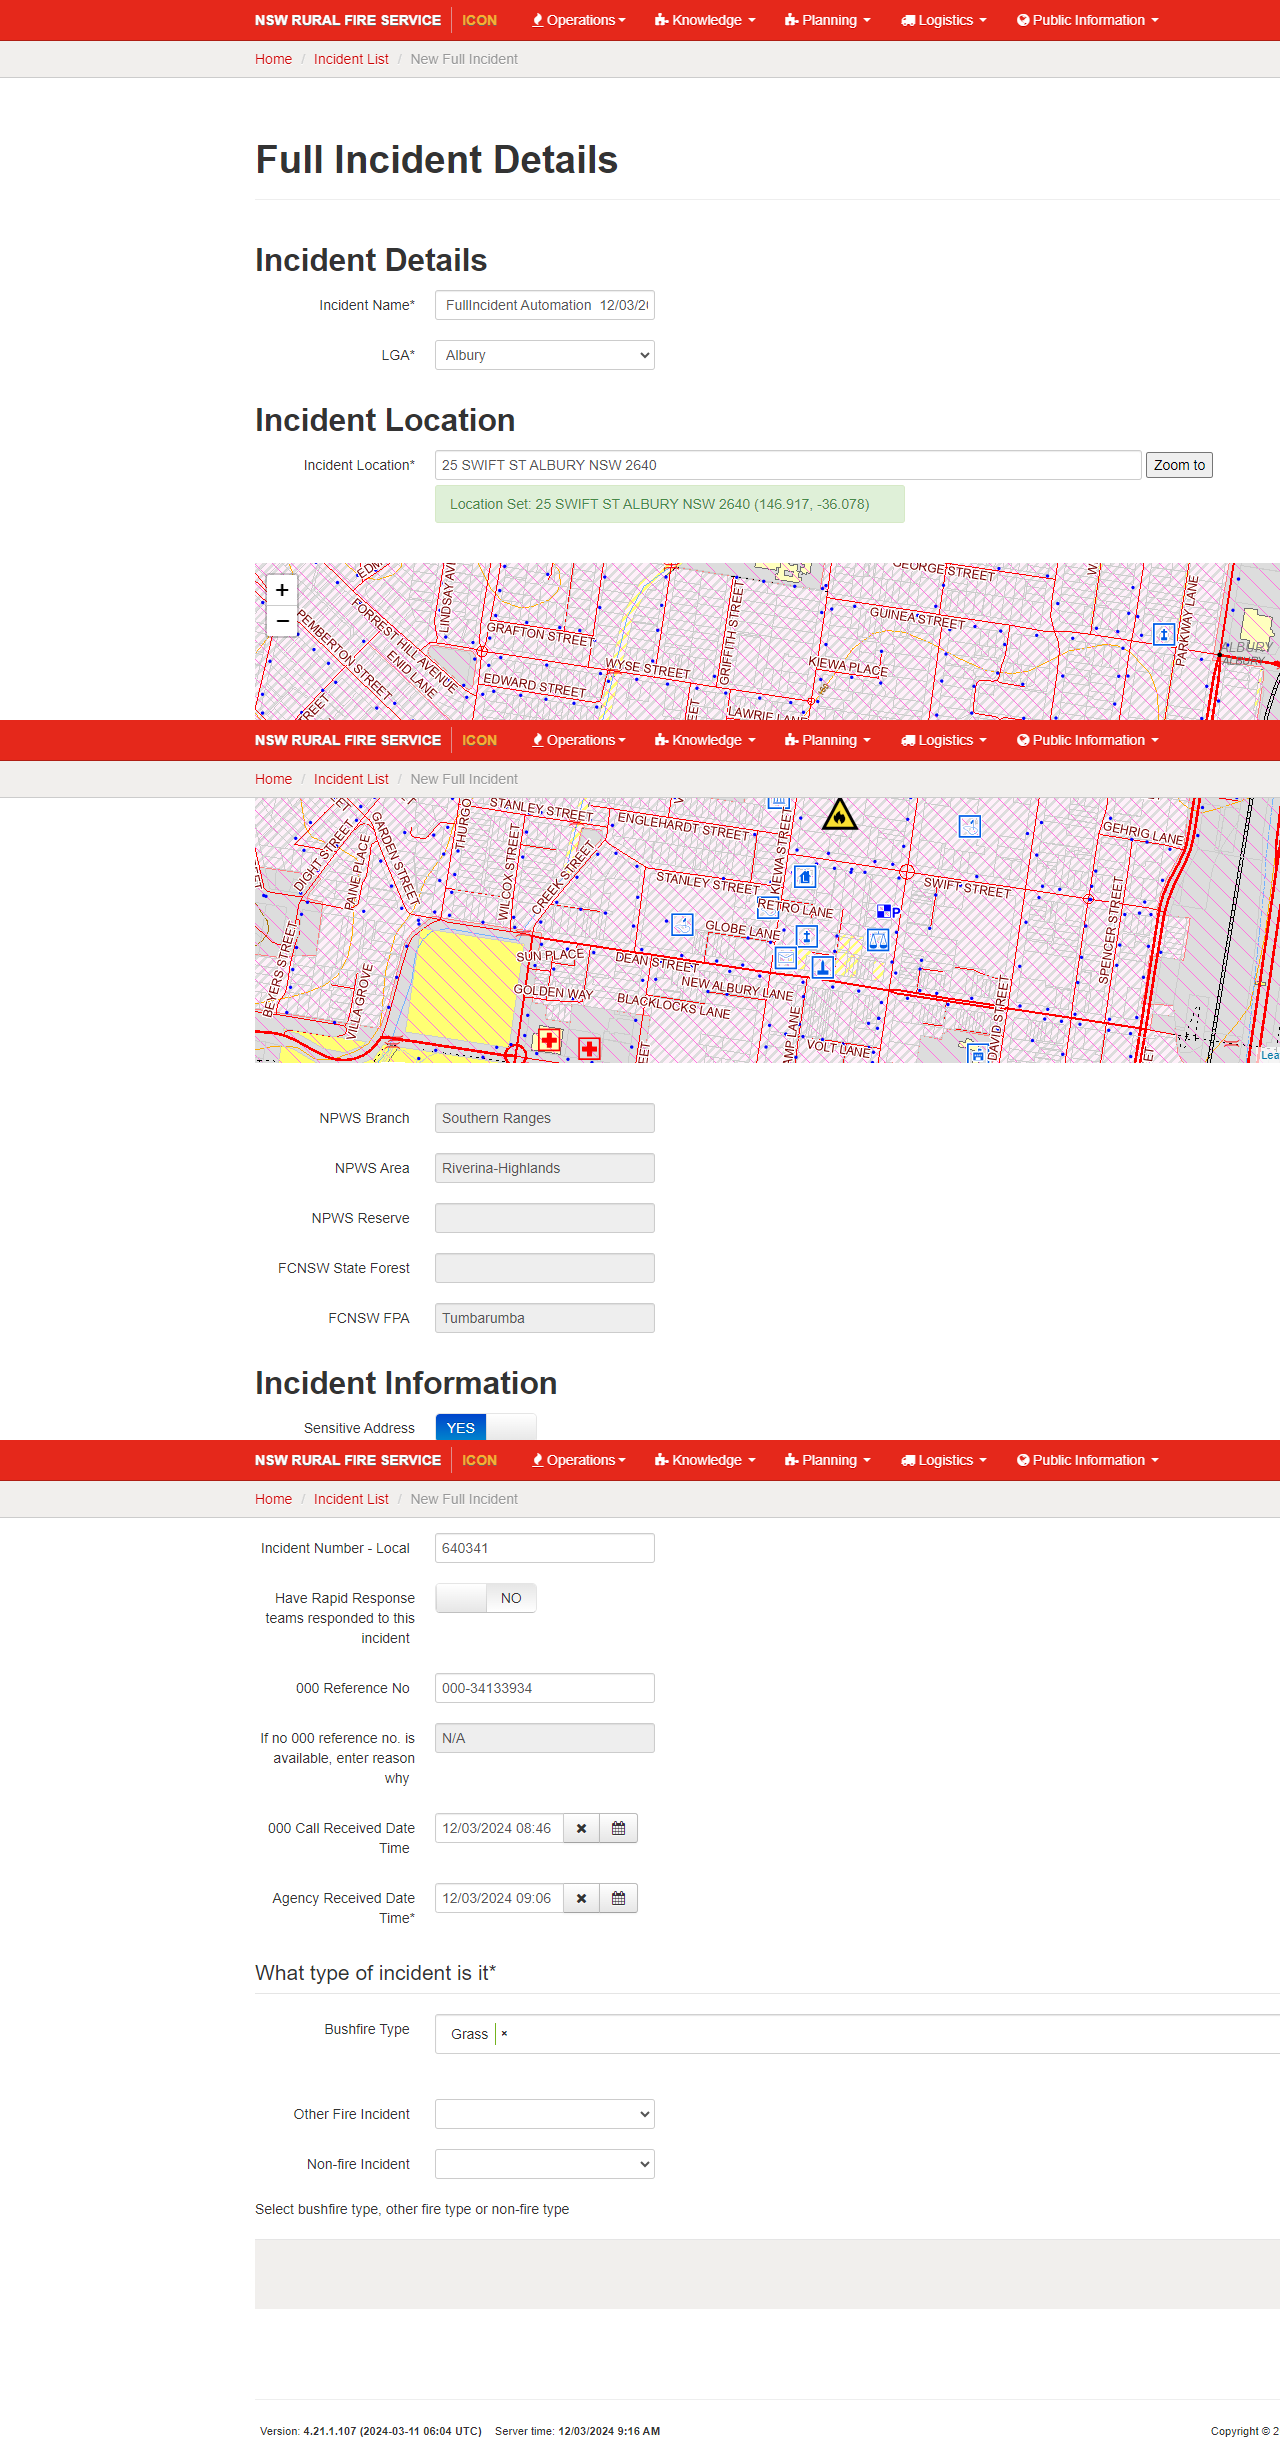 NSW RURAL FIRE SERVICE ICON Operations Knowledge Planning Logistics Public Information
Home / Incident List / New Full Incident
Full Incident Details
Incident Details
Incident Name* FullIncident Automation 12/03/2
LGA* Albury
Incident Location
Incident Location* 25 SWIFT ST ALBURY NSW 2640 Zoom to
Location Set: 25 SWIFT ST ALBURY NSW 2640 (146.917, -36.078)
+
−
LINDSAY AV
GEORGE STREET
FORREST HILL AVENUE
PEMBERTON STREET
ENID LANE
GRAFTON STREET
EDWARD STREET
WYSE STREET
GRIFFITH STREET
KIEWA PLACE
GUINEA STREET
PARKWAY LANE
ALBURY
ALBURY
LAWRIE LANE
160
NSW RURAL FIRE SERVICE ICON Operations Knowledge Planning Logistics Public Information
Home / Incident List / New Full Incident
STANLEY STREET
ENGLEHARDT STREET
KIEWA STREET
GEHRIG LANE
DIGHT STREET
PAINE PLACE
GARDEN STREET
THURGO
WILCOX STREET
CREEK STREET
STANLEY STREET
RETRO LANE
SWIFT STREET
SPENCER STREET
P
GLOBE LANE
BEYERS STREET
VILLA GROVE
SUN PLACE
DEAN STREET
GOLDEN WAY
BLACKLOCKS LANE
NEW ALBURY LANE
AMP LANE
VOLT LANE
DAVID STREET
Lea
NPWS Branch Southern Ranges
NPWS Area Riverina-Highlands
NPWS Reserve
FCNSW State Forest
FCNSW FPA Tumbarumba
Incident Information
Sensitive Address YES
NSW RURAL FIRE SERVICE ICON Operations Knowledge Planning Logistics Public Information
Home / Incident List / New Full Incident
Incident Number - Local 640341
Have Rapid Response NO
teams responded to this
incident
000 Reference No 000-34133934
If no 000 reference no. is N/A
available, enter reason
why
000 Call Received Date 12/03/2024 08:46
Time
Agency Received Date 12/03/2024 09:06
Time*
What type of incident is it*
Bushfire Type Grass ×
Other Fire Incident
Non-fire Incident
Select bushfire type, other fire type or non-fire type
Version: 4.21.1.107 (2024-03-11 06:04 UTC) Server time: 12/03/2024 9:16 AM Copyright © 2